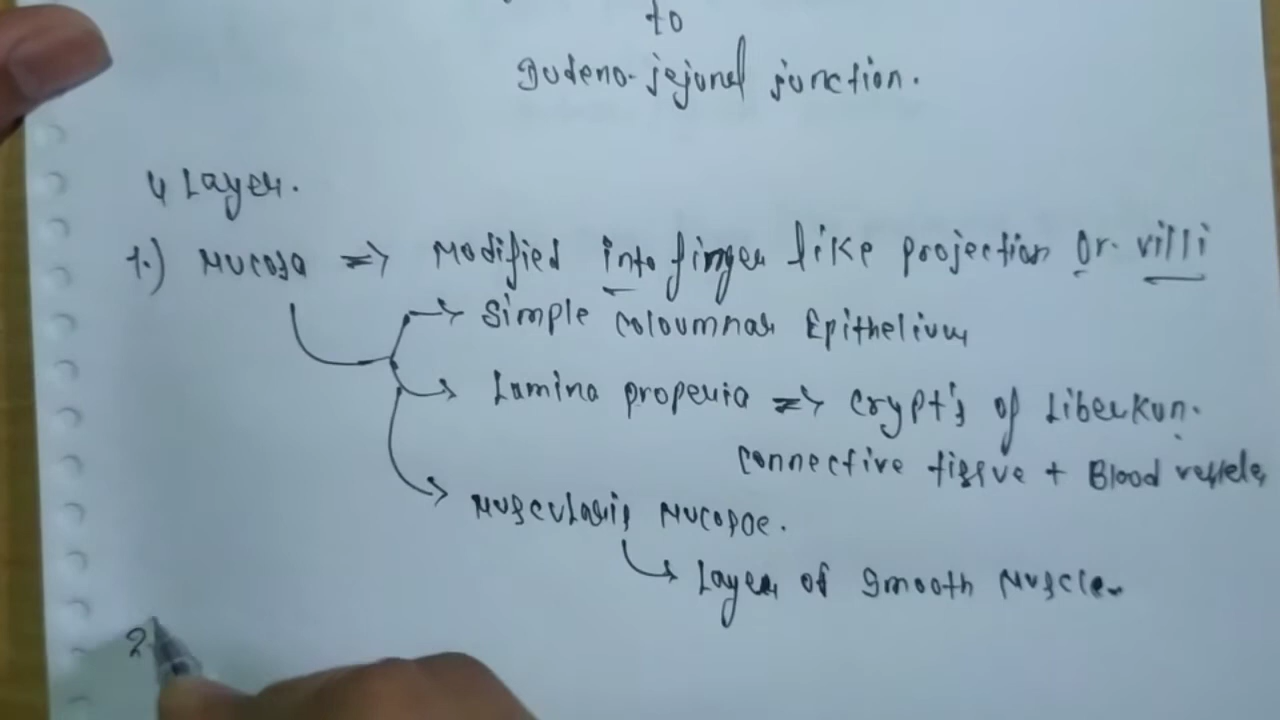 to
Dudeno-jejunal junction.
4 Layer.
1.) Mucosa => Modified into finger like projection or villi
-> Simple coloumnar Epithelium
-> Lamina properia => crypt's of Liberkun.
connective tissue + Blood vessels
-> Muscularis Mucosae.
-> Layer of smooth Muscle
2